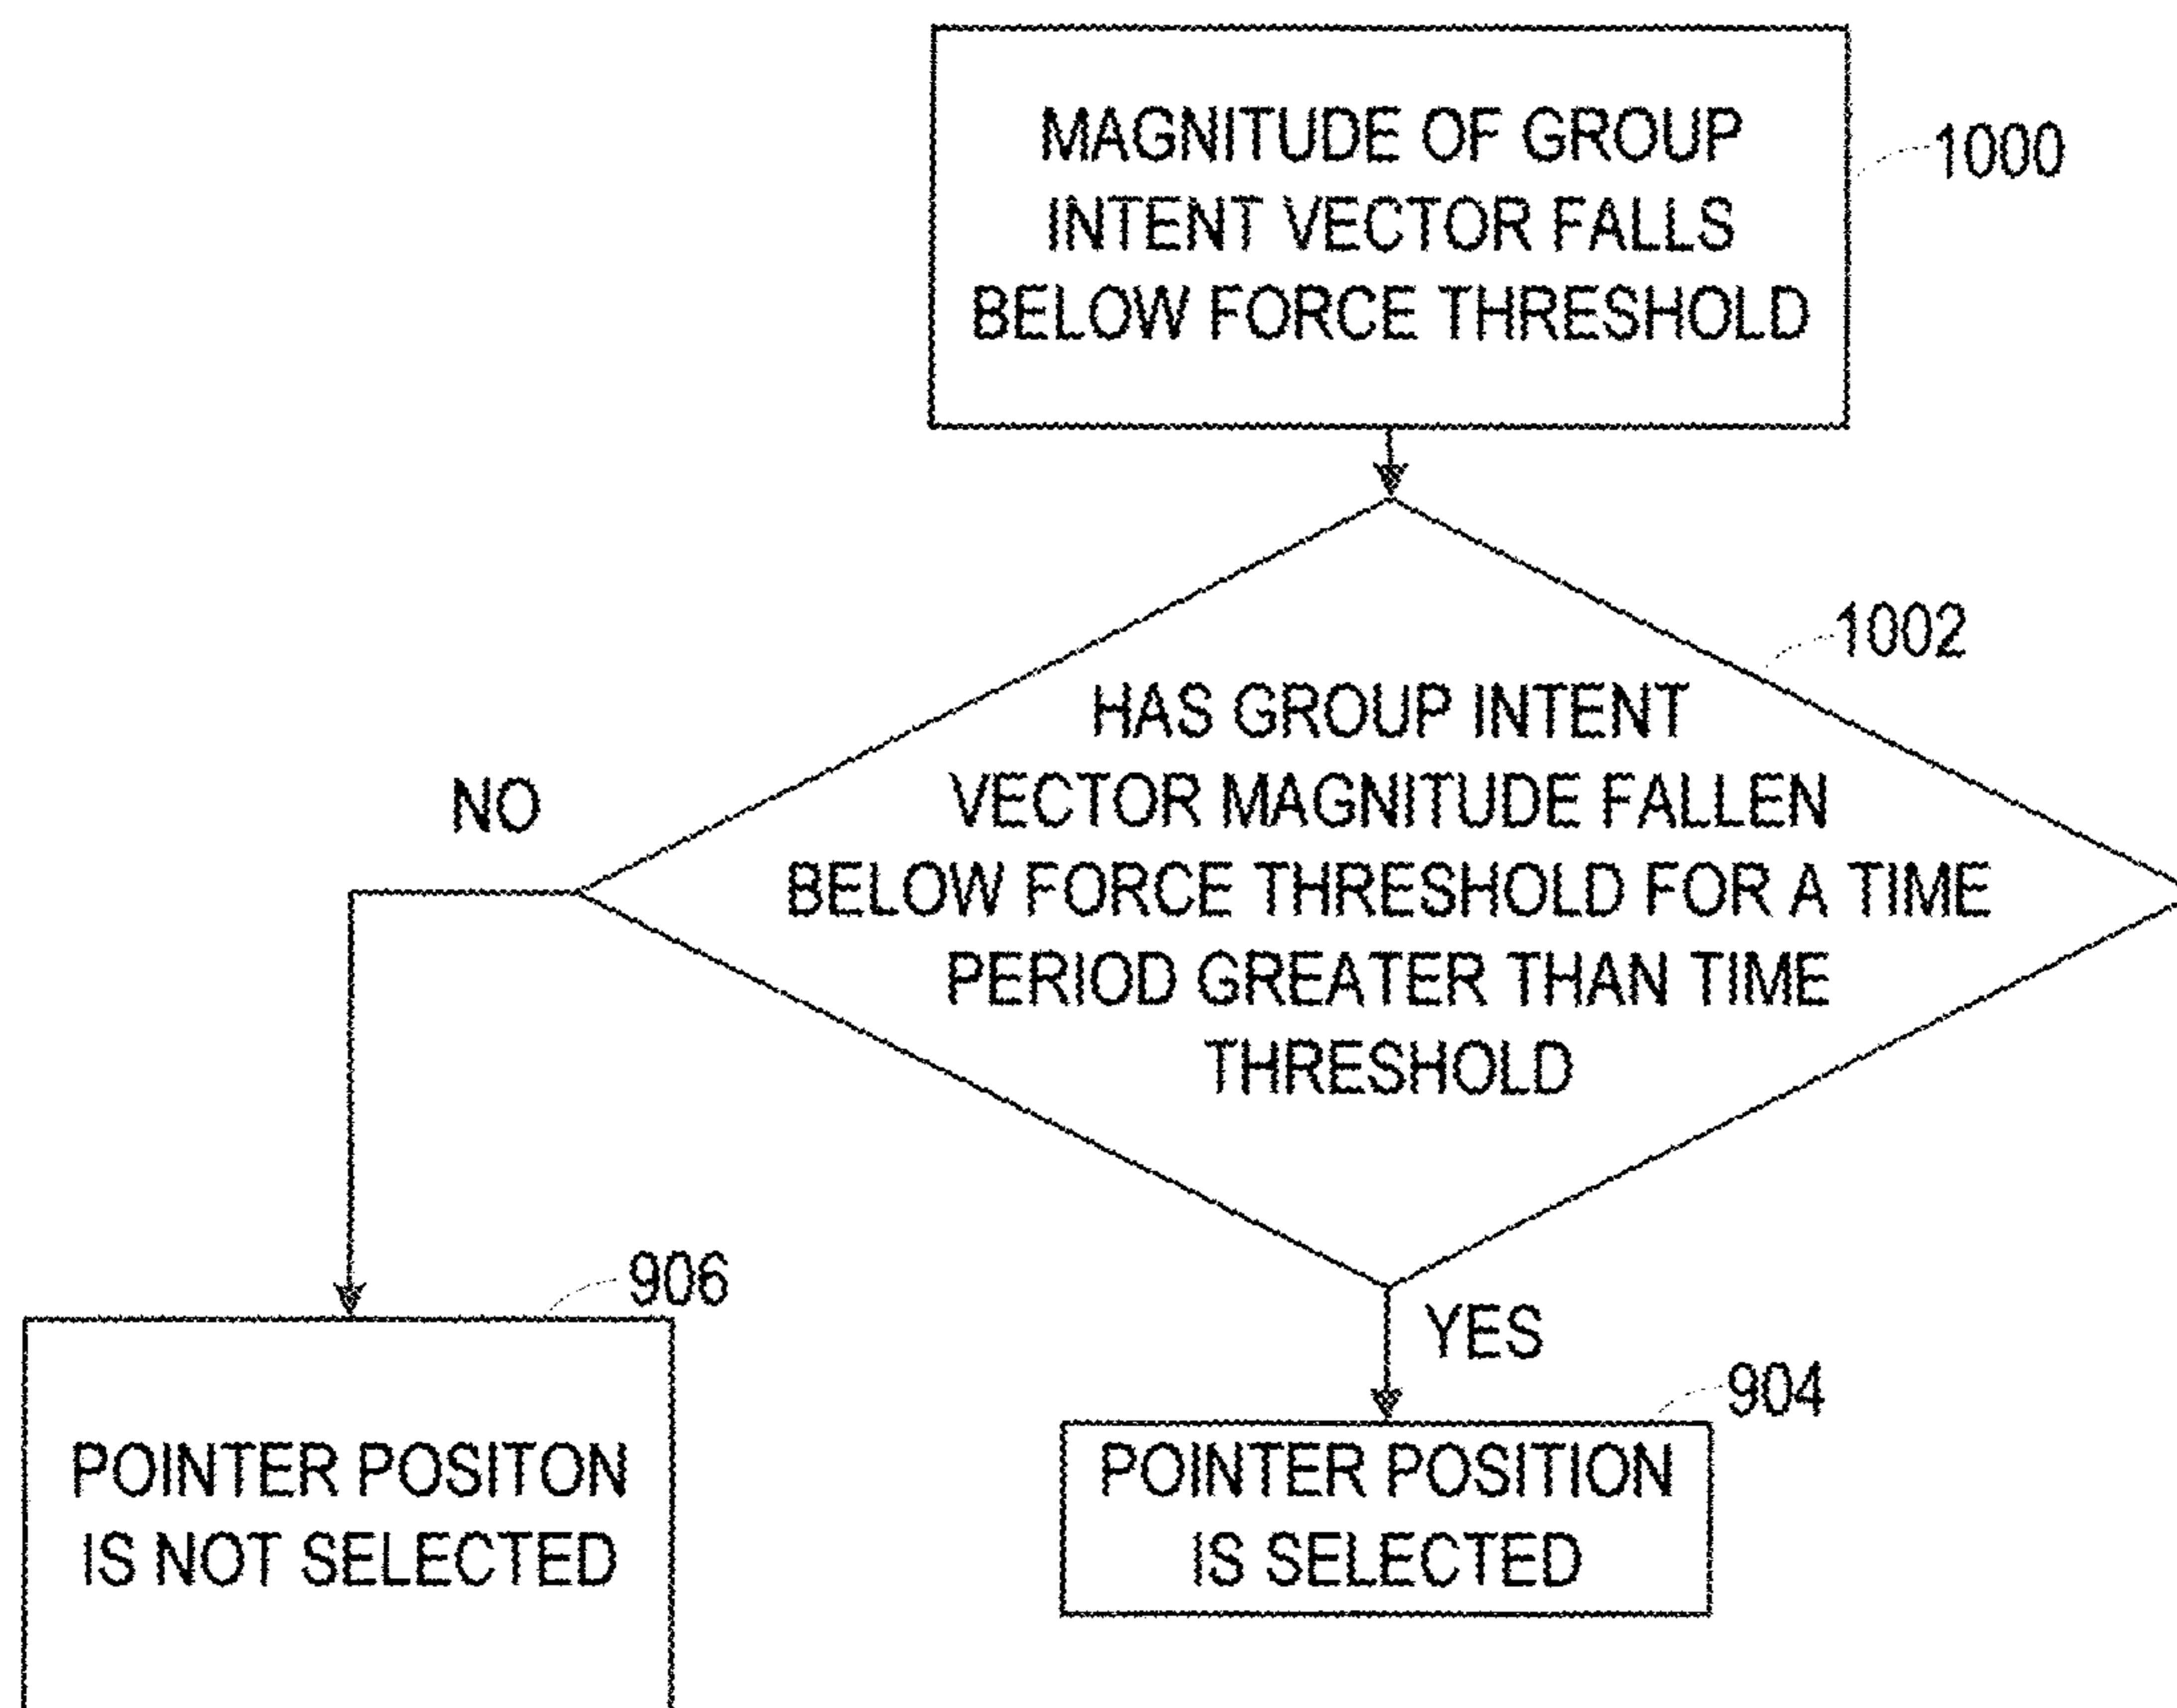 MAGNITUDE OF GROUP
INTENT VECTOR FALLS
BELOW FORCE THRESHOLD
1000
1002
HAS GROUP INTENT
VECTOR MAGNITUDE FALLEN
BELOW FORCE THRESHOLD FOR A TIME
PERIOD GREATER THAN TIME
THRESHOLD
NO
906
POINTER POSITON
IS NOT SELECTED
YES
904
POINTER POSITION
IS SELECTED